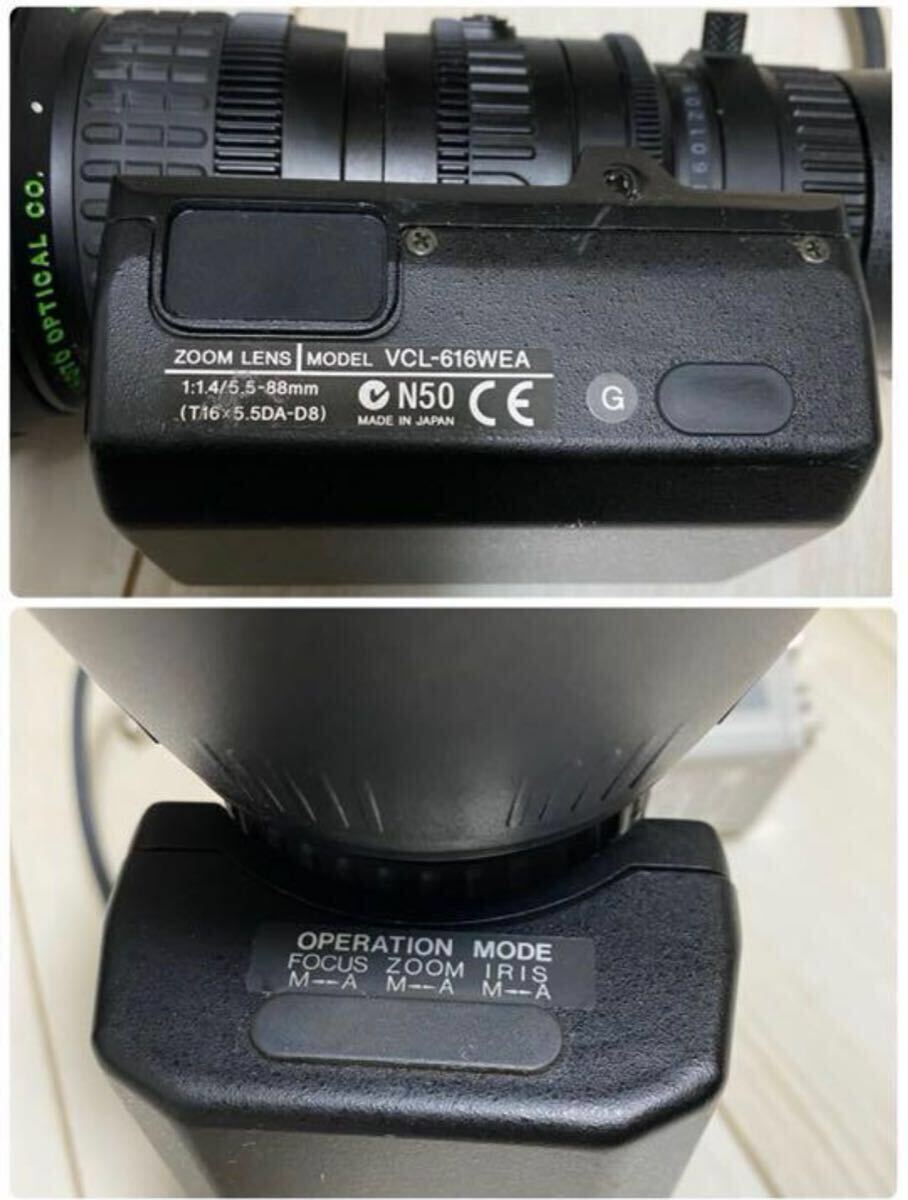 OPTICAL CO.
ZOOM LENS MODEL VCL-616WEA
1:1.4/5.5-88mm
(T16×5.5DA-D8)
N50
MADE IN JAPAN
CE
G
OPERATION MODE
FOCUS ZOOM IRIS
M↔A M↔A M↔A